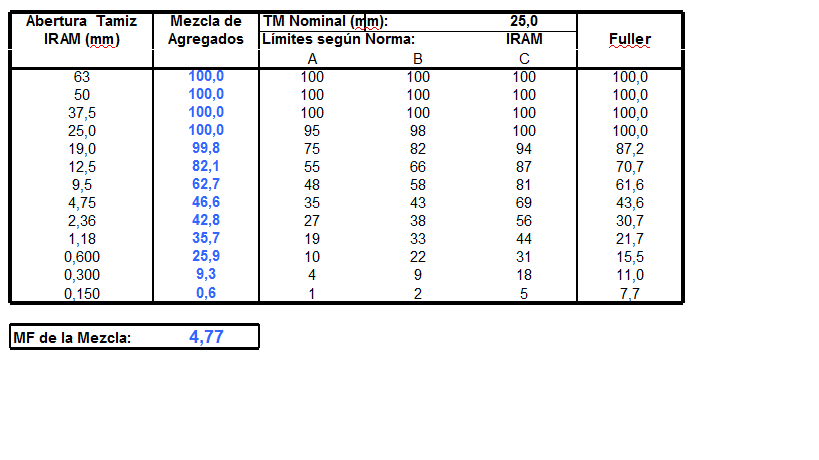 Abertura Tamiz Mezcla de TM Nominal (mm): 25,0
IRAM (mm) Agregados Límites según Norma: IRAM Fuller
A B C
63 100,0 100 100 100 100,0
50 100,0 100 100 100 100,0
37,5 100,0 100 100 100 100,0
25,0 100,0 95 98 100 100,0
19,0 99,8 75 82 94 87,2
12,5 82,1 55 66 87 70,7
9,5 62,7 48 58 81 61,6
4,75 46,6 35 43 69 43,6
2,36 42,8 27 38 56 30,7
1,18 35,7 19 33 44 21,7
0,600 25,9 10 22 31 15,5
0,300 9,3 4 9 18 11,0
0,150 0,6 1 2 5 7,7
MF de la Mezcla: 4,77